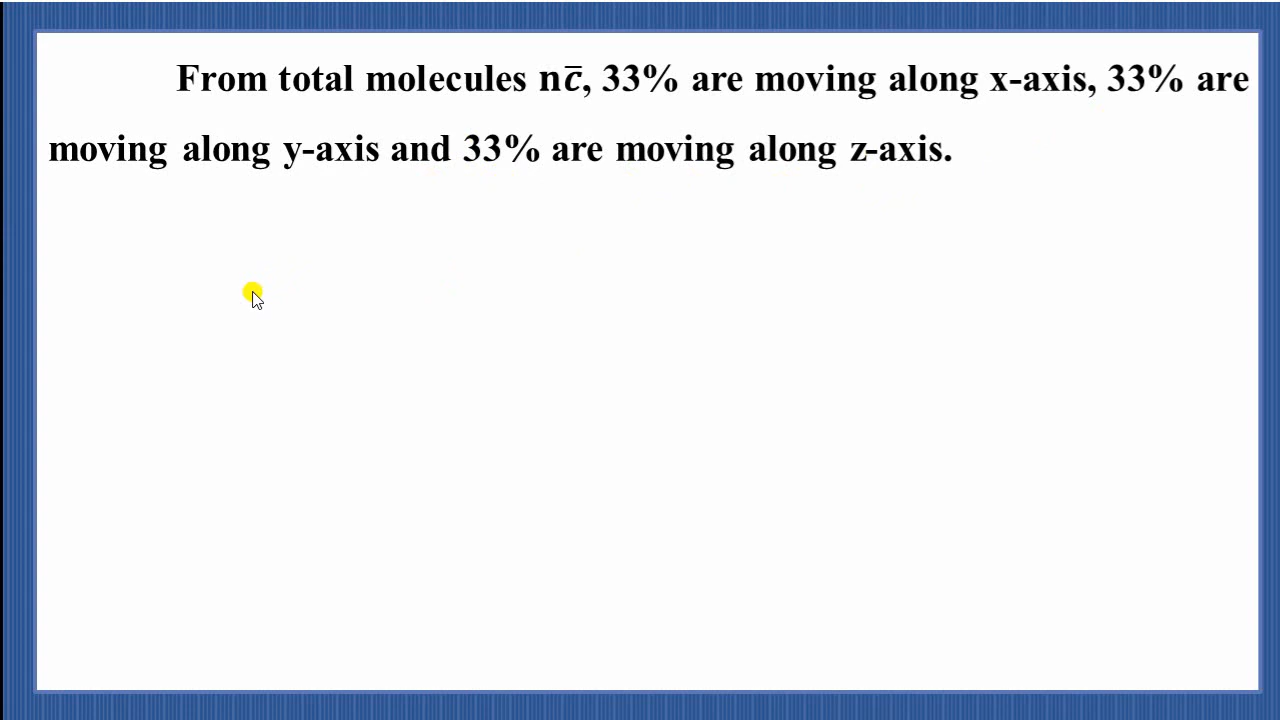 From total molecules nc̄, 33% are moving along x-axis, 33% are
moving along y-axis and 33% are moving along z-axis.